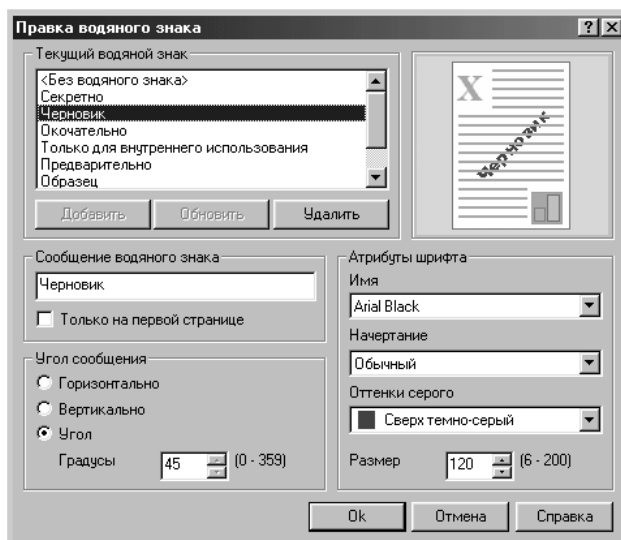 Правка водяного знака
Текущий водяной знак
<Без водяного знака>
Секретно
Черновик
Окочательно
Только для внутреннего использования
Предварительно
Образец
Добавить Обновить Удалить
X
Черновик
Сообщение водяного знака
Черновик
Только на первой странице
Угол сообщения
Горизонтально
Вертикально
Угол
Градусы 45 (0 - 359)
Атрибуты шрифта
Имя
Arial Black
Начертание
Обычный
Оттенки серого
Сверх темно-серый
Размер 120 (6 - 200)
Ok Отмена Справка